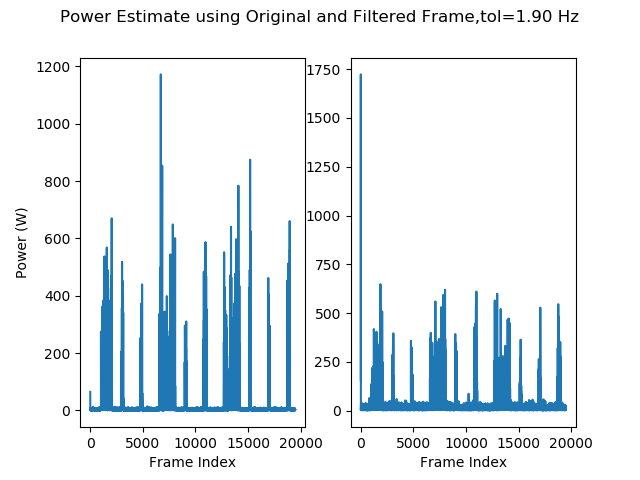 Power Estimate using Original and Filtered Frame,tol=1.90 Hz
1200
1000
800
600
400
200
0
Power (W)
0 5000 10000 15000 20000
Frame Index
1750
1500
1250
1000
750
500
250
0
0 5000 10000 15000 20000
Frame Index